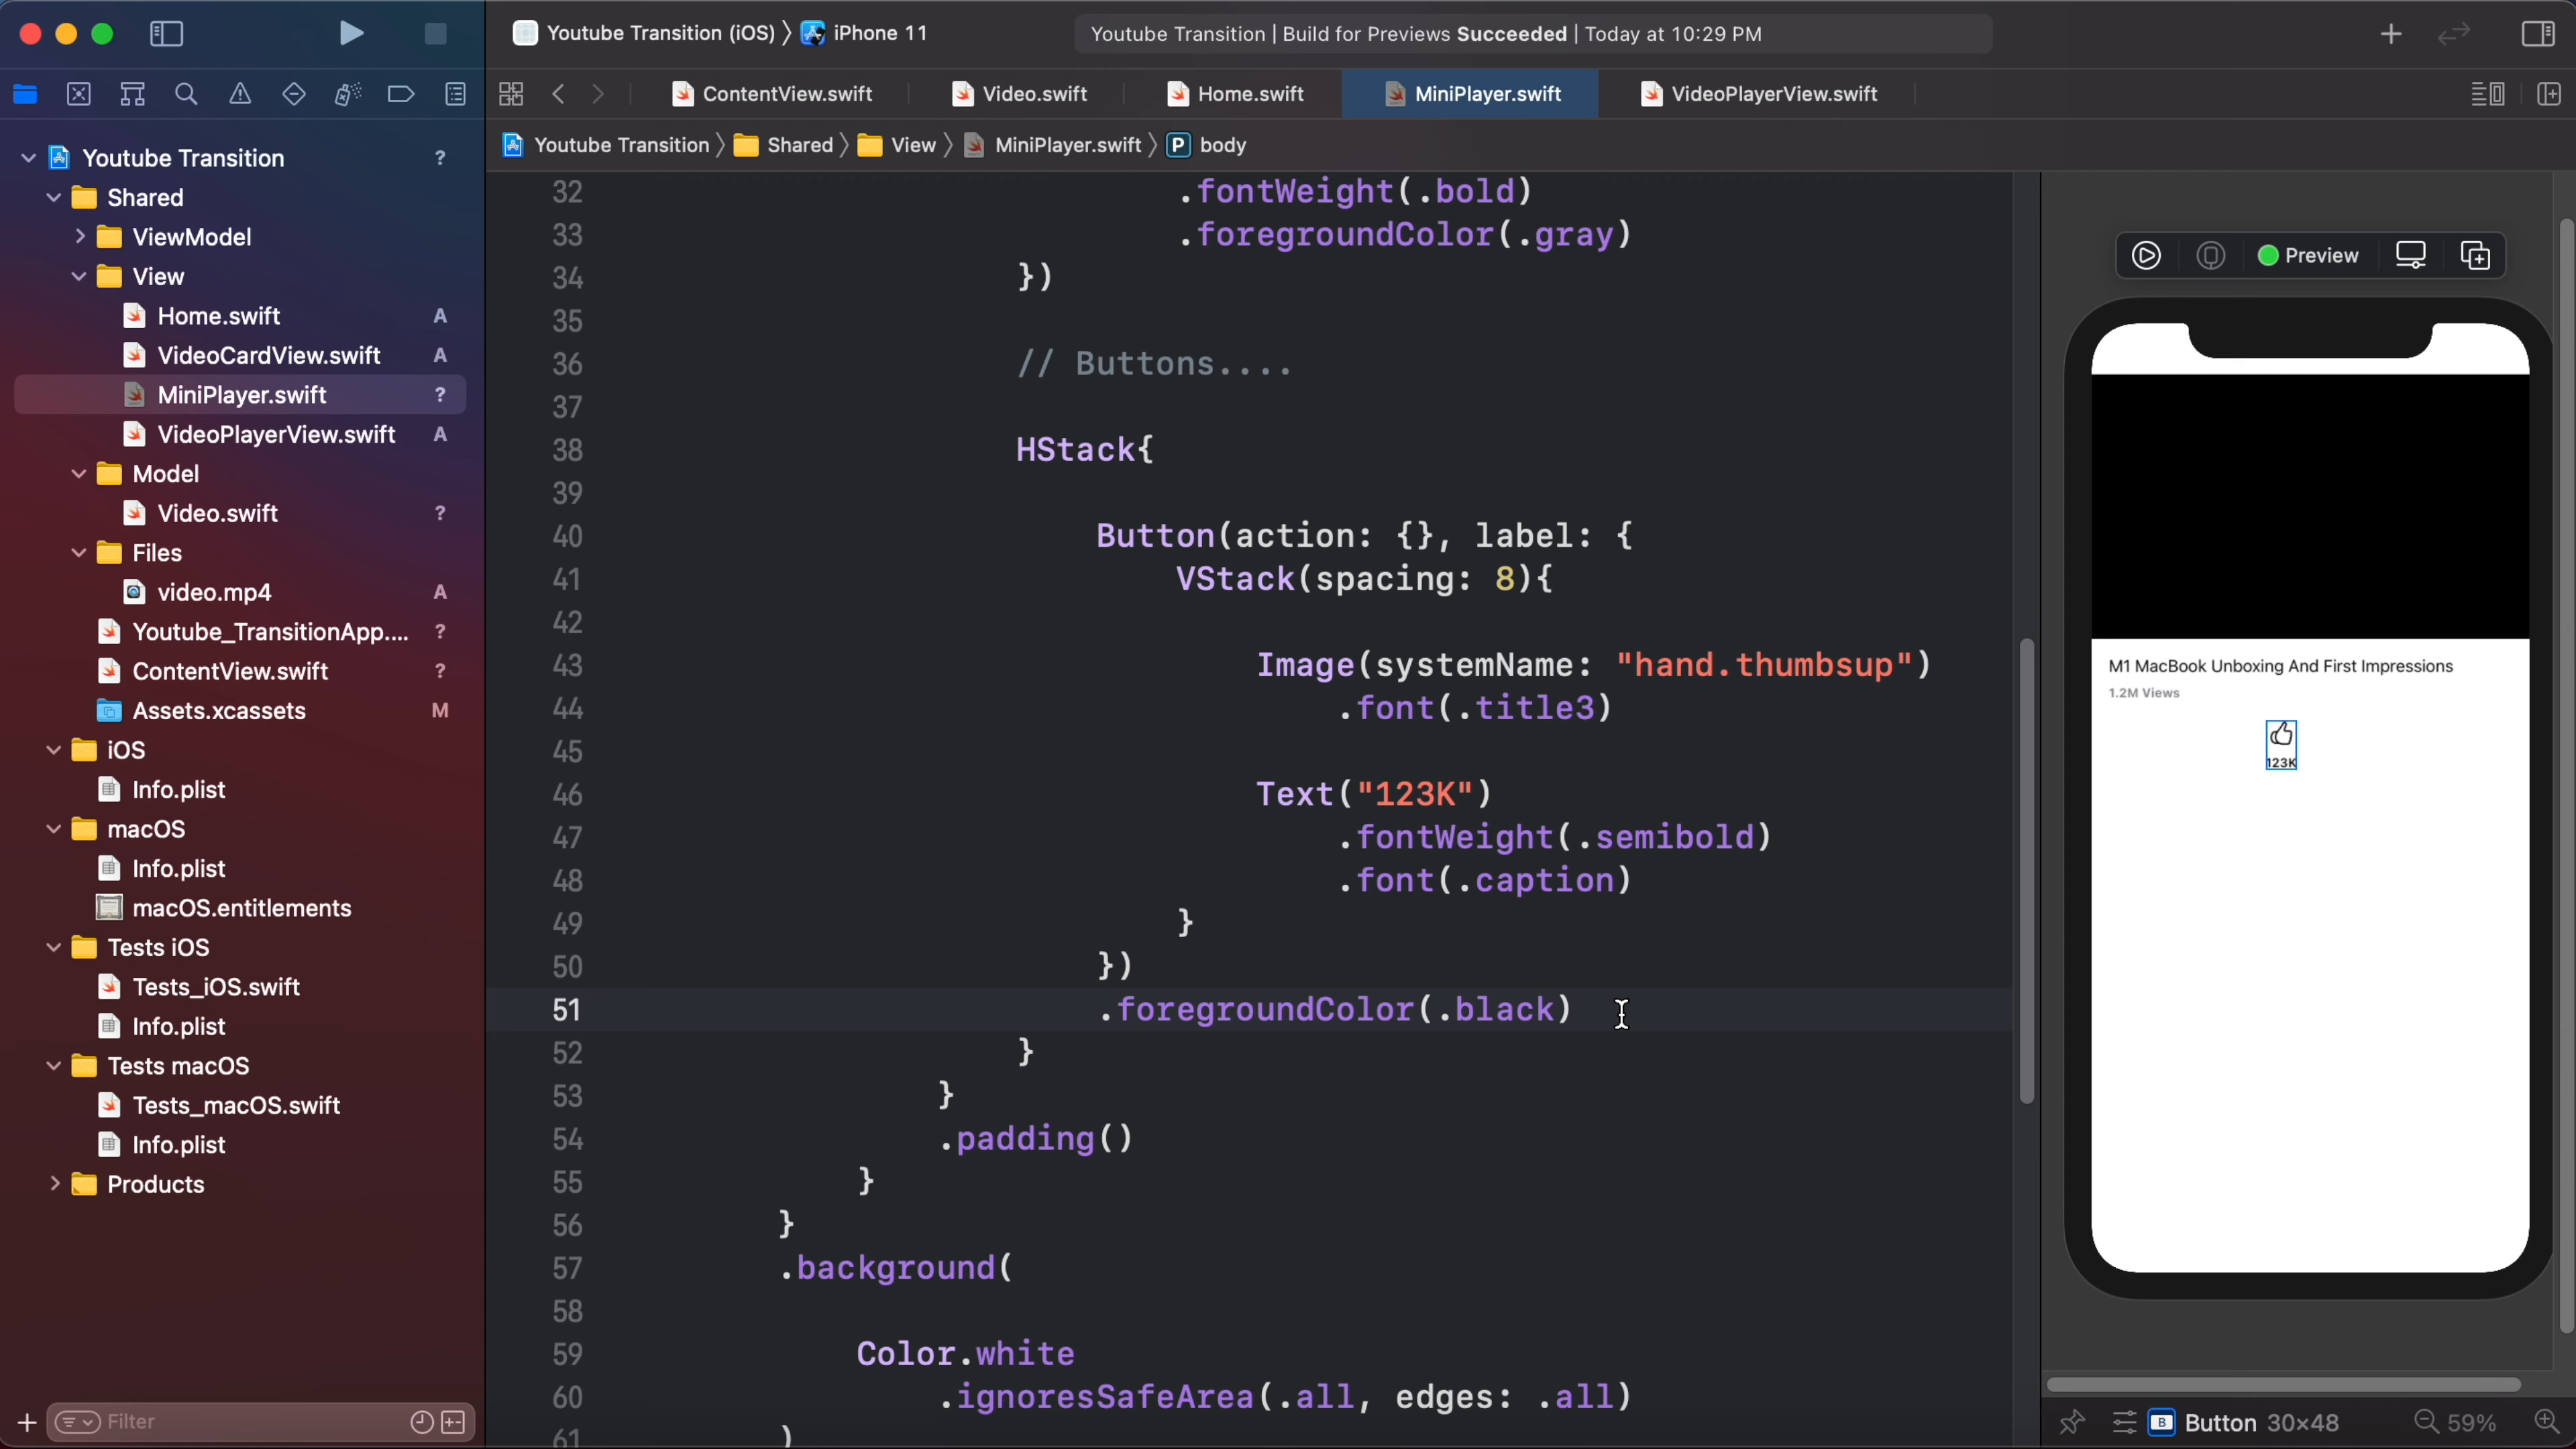 Youtube Transition (iOS) 〉 iPhone 11
Youtube Transition | Build for Previews Succeeded | Today at 10:29 PM
ContentView.swift
Video.swift
Home.swift
MiniPlayer.swift
VideoPlayerView.swift
Youtube Transition 〉 Shared 〉 View 〉 MiniPlayer.swift 〉 P body
Youtube Transition ?
Shared
ViewModel
View
Home.swift A
VideoCardView.swift A
MiniPlayer.swift ?
VideoPlayerView.swift A
Model
Video.swift ?
Files
video.mp4 A
Youtube_TransitionApp.... ?
ContentView.swift ?
Assets.xcassets M
iOS
Info.plist
macOS
Info.plist
macOS.entitlements
Tests iOS
Tests_iOS.swift
Info.plist
Tests macOS
Tests_macOS.swift
Info.plist
Products
Filter
32 .fontWeight(.bold)
33 .foregroundColor(.gray)
34 })
35
36 // Buttons....
37
38 HStack{
39
40 Button(action: {}, label: {
41 VStack(spacing: 8){
42
43 Image(systemName: "hand.thumbsup")
44 .font(.title3)
45
46 Text("123K")
47 .fontWeight(.semibold)
48 .font(.caption)
49 }
50 })
51 .foregroundColor(.black)
52 }
53 }
54 .padding()
55 }
56 }
57 .background(
58
59 Color.white
60 .ignoresSafeArea(.all, edges: .all)
61 )
Preview
M1 MacBook Unboxing And First Impressions
1.2M Views
123K
B Button 30×48
59%